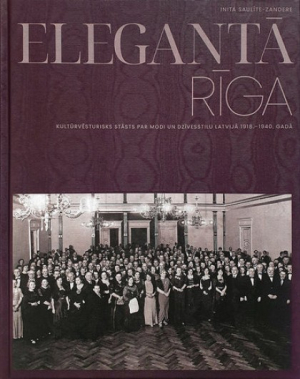 INITA SAULĪTE-ZANDERE
ELEGANTĀ
RĪGA
KULTŪRVĒSTURISKS STĀSTS PAR MODI UN DZĪVESSTILU LATVIJĀ 1918.–1940. GADĀ